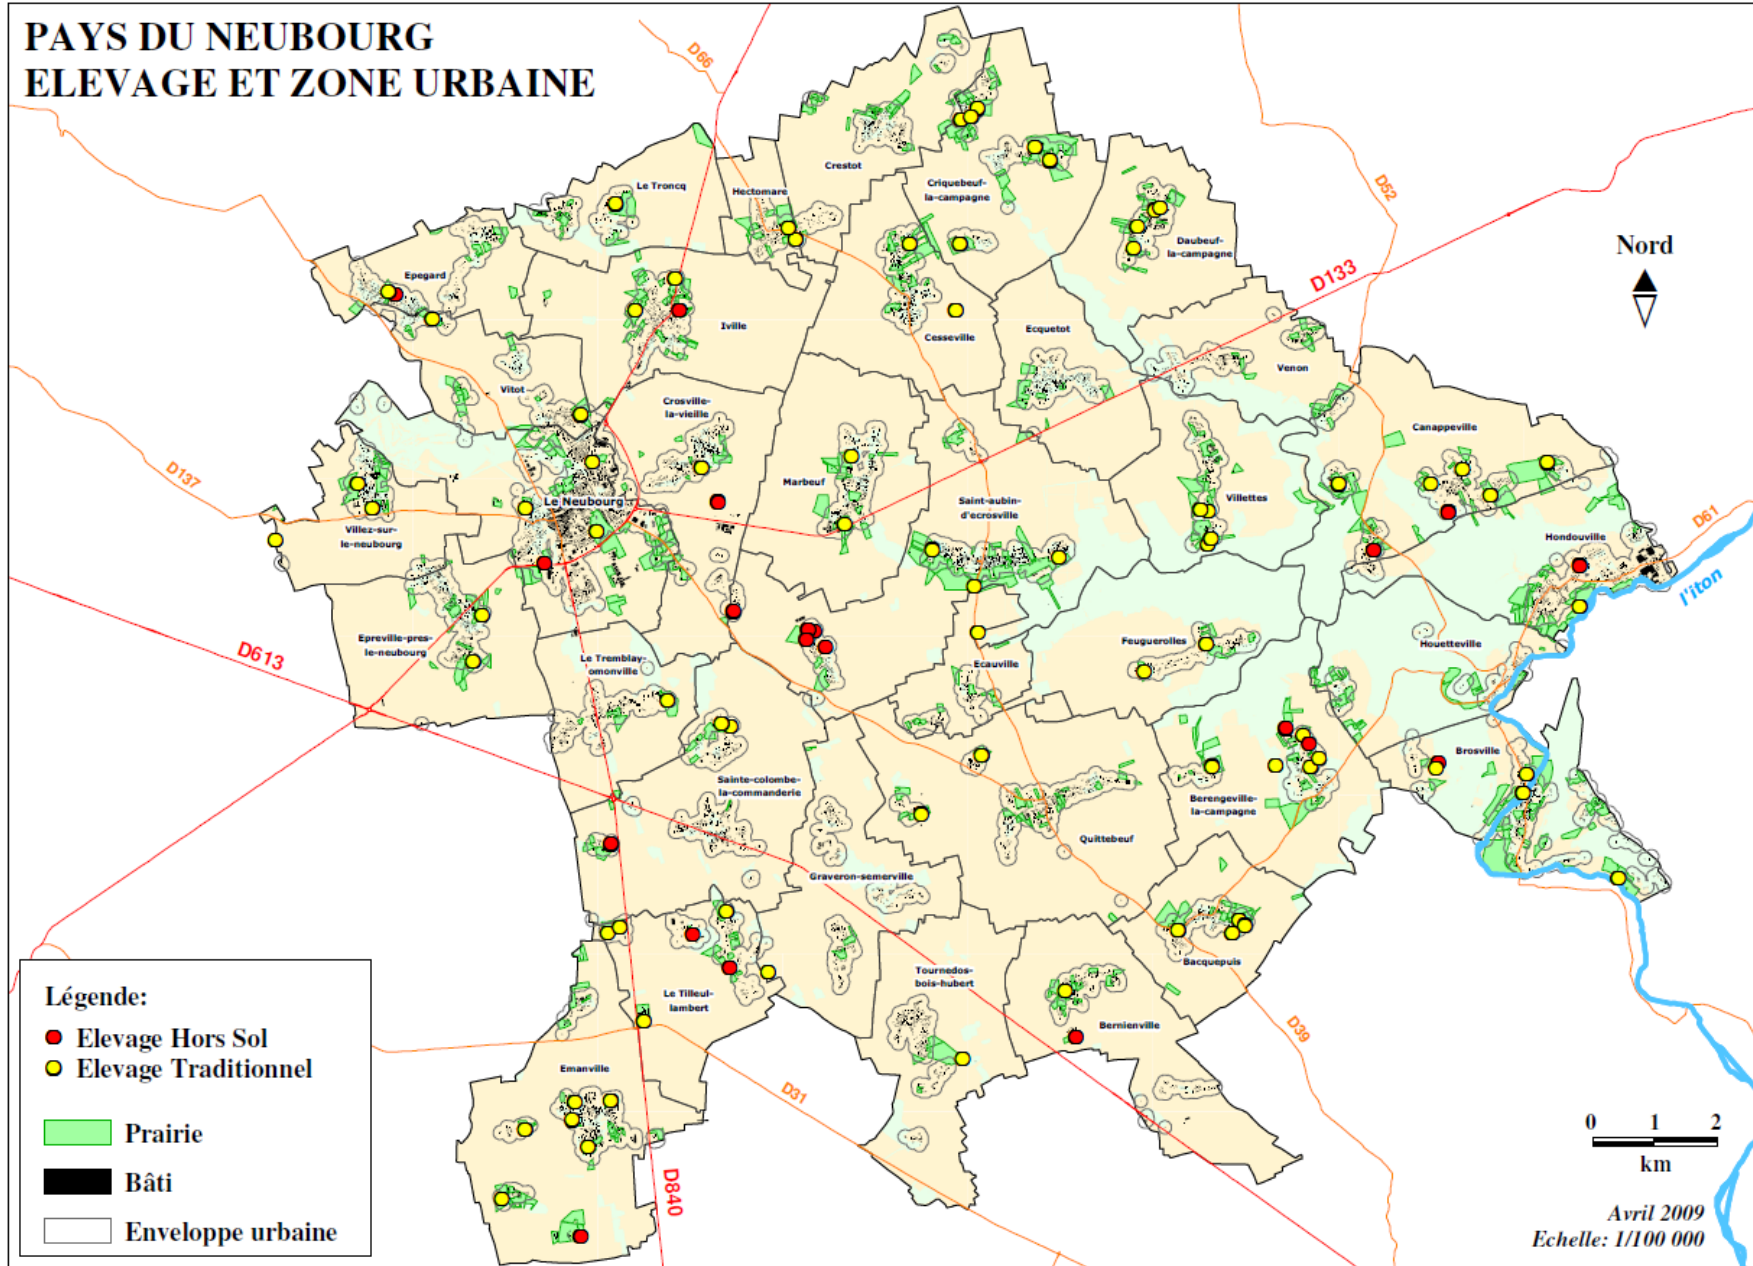 PAYS DU NEUBOURG
ELEVAGE ET ZONE URBAINE
D66
Crestot
Le Troncq
Hectomare
Criquebeuf-
la-campagne
D52
Daubeuf-
la-campagne
Nord
Epegard
D133
Iville
Cesseville
Ecquetot
Venon
Vitot
Crosville-
la-vieille
Canappeville
D137
Marbeuf
Le Neubourg
Saint-aubin-
d'ecrosville
Villettes
Villez-sur-
le-neubourg
D61
Hondouville
l'iton
Epreville-pres-
le-neubourg
D613
Le Tremblay-
omonville
Ecauville
Feuguerolles
Houetteville
Sainte-colombe-
la-commanderie
Brosville
Berengeville-
la-campagne
Quittebeuf
Graveron-semerville
Bacquepuis
Tournedos-
bois-hubert
Le Tilleul-
lambert
Bernienville
D39
Emanville
D31
D840
Légende:
Elevage Hors Sol
Elevage Traditionnel
Prairie
Bâti
Enveloppe urbaine
0 1 2
km
Avril 2009
Echelle: 1/100 000